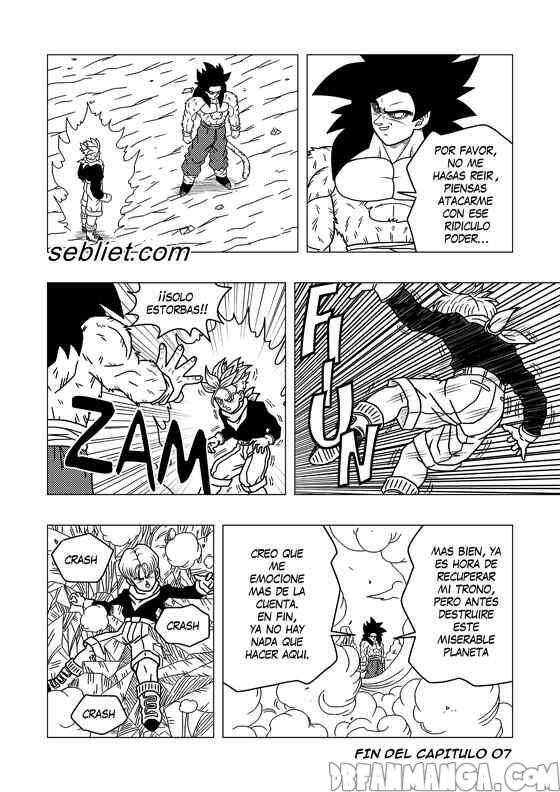 POR FAVOR,
NO ME
HAGAS REIR,
PIENSAS
ATACARME
CON ESE
RIDICULO
PODER...
sebliet.com
¡¡SOLO
ESTORBAS!!
ZAM
FIUN
CRASH
CRASH
CRASH
CREO QUE
ME
EMOCIONE
MAS DE LA
CUENTA.
EN FIN,
YA NO HAY
NADA QUE
HACER AQUI.
MAS BIEN, YA
ES HORA DE
RECUPERAR
MI TRONO,
PERO ANTES
DESTRUIRE
ESTE
MISERABLE
PLANETA
FIN DEL CAPITULO 07
DBFANMANGA.COM